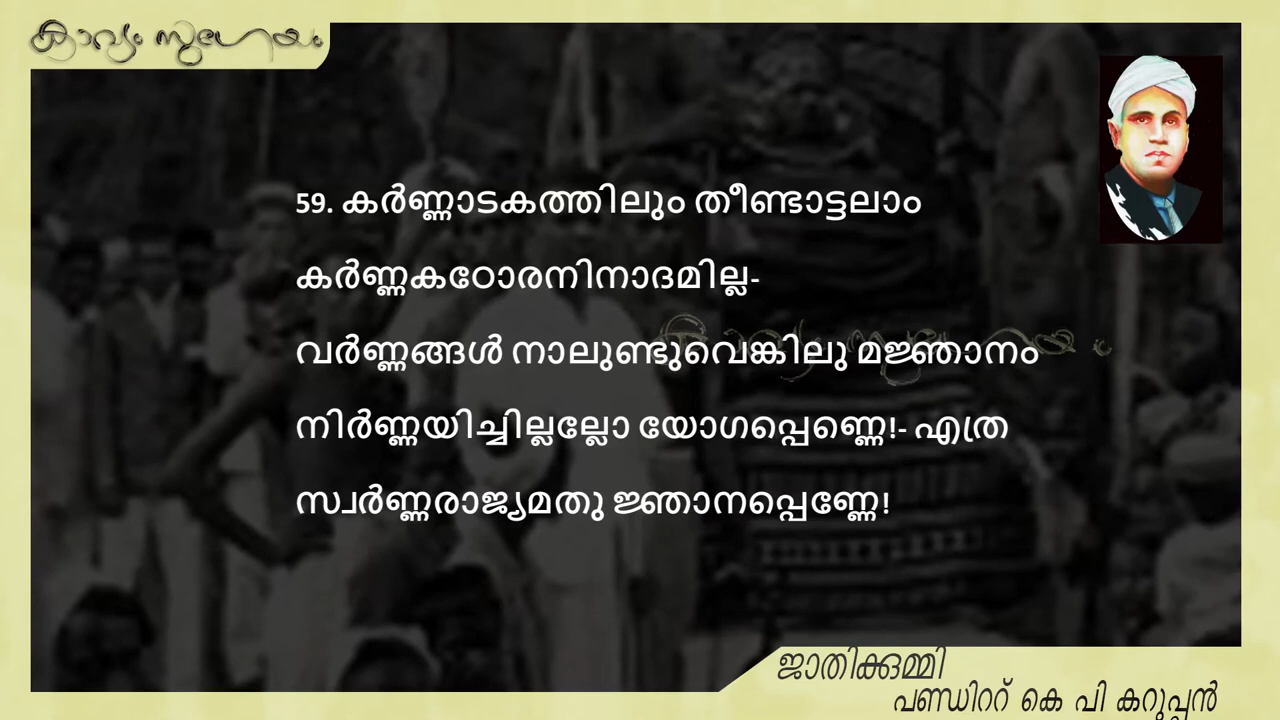 കാവ്യം സുഗേയം
59. കർണ്ണാടകത്തിലും തീണ്ടാട്ടലാം
കർണ്ണകഠോരനിനാദമില്ല-
വർണ്ണങ്ങൾ നാലുണ്ടുവെങ്കിലു മജ്ഞാനം
നിർണ്ണയിച്ചില്ലല്ലോ യോഗപ്പെണ്ണെ!- എത്ര
സ്വർണ്ണരാജ്യമതു ജ്ഞാനപ്പെണ്ണേ!
ജാതിക്കുമ്മി
പണ്ഡിററ് കെ പി കറുപ്പൻ